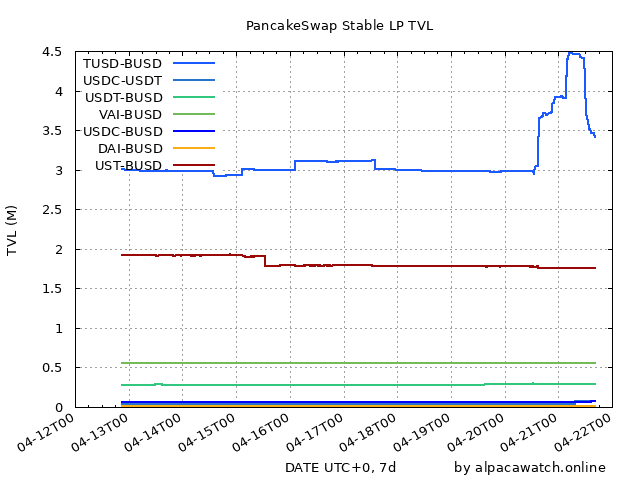 PancakeSwap Stable LP TVL
TVL (M)
4.5
4
3.5
3
2.5
2
1.5
1
0.5
0
TUSD-BUSD
USDC-USDT
USDT-BUSD
VAI-BUSD
USDC-BUSD
DAI-BUSD
UST-BUSD
04-12T00
04-13T00
04-14T00
04-15T00
04-16T00
04-17T00
04-18T00
04-19T00
04-20T00
04-21T00
04-22T00
DATE UTC+0, 7d
by alpacawatch.online